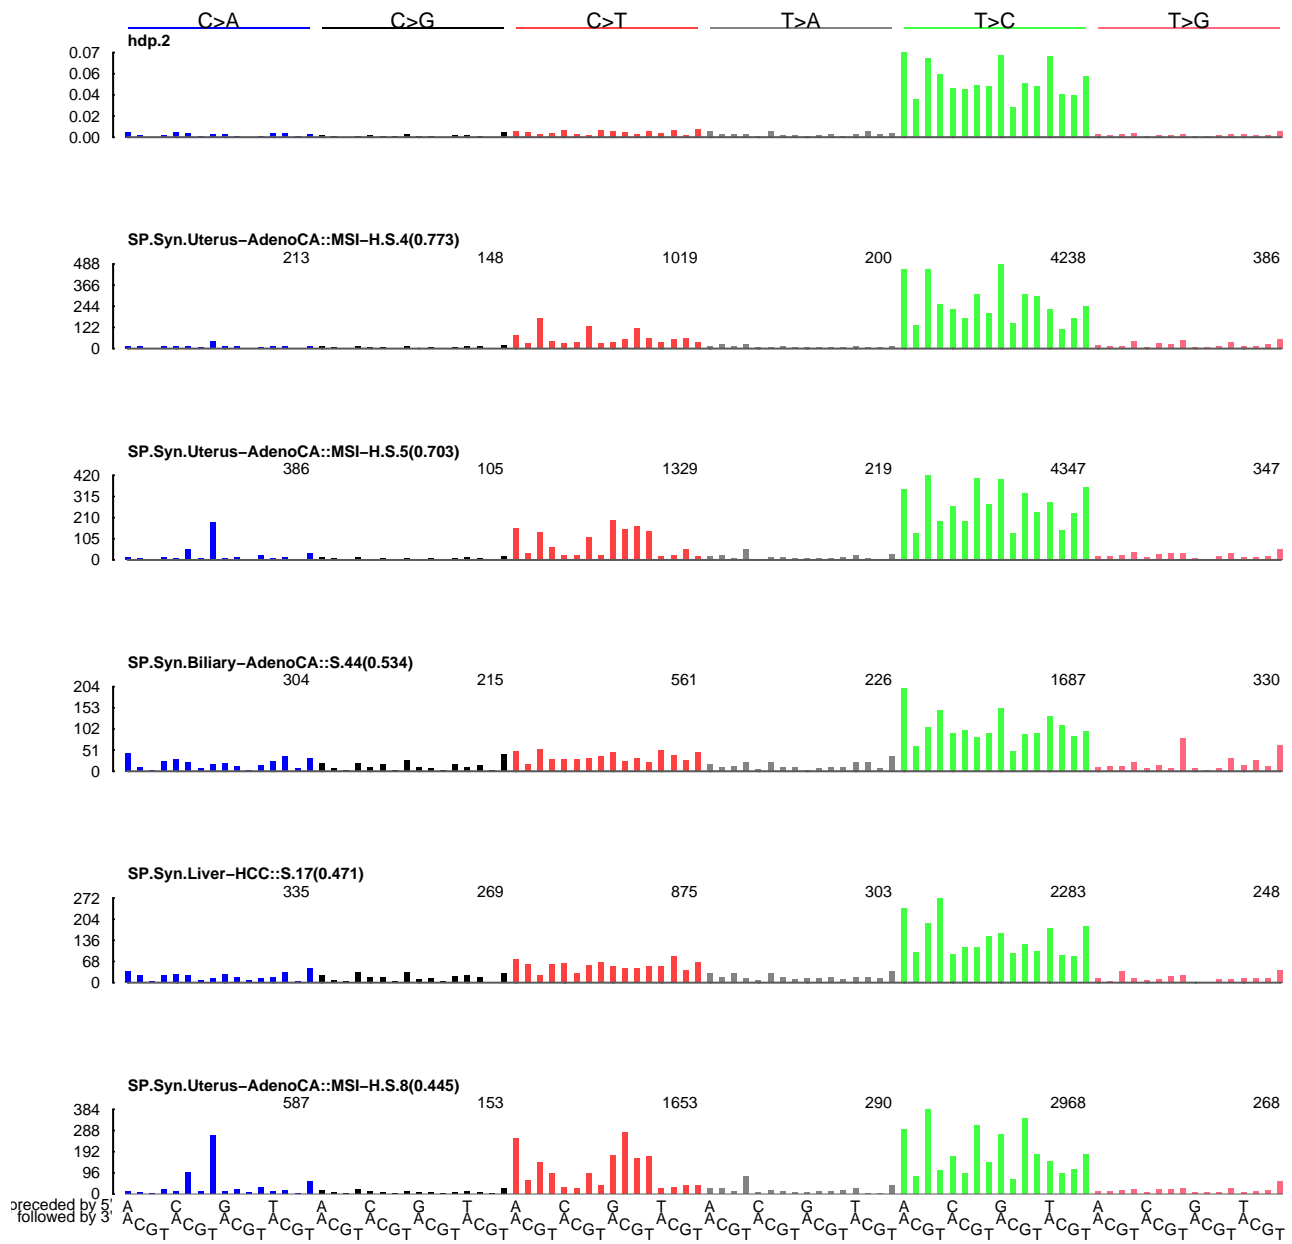 C>A C>G C>T T>A T>C T>G
hdp.2
0.07
0.06
0.04
0.02
0.00
SP.Syn.Uterus−AdenoCA::MSI−H.S.4(0.773)
213 148 1019 200 4238 386
488
366
244
122
0
SP.Syn.Uterus−AdenoCA::MSI−H.S.5(0.703)
386 105 1329 219 4347 347
420
315
210
105
0
SP.Syn.Biliary−AdenoCA::S.44(0.534)
304 215 561 226 1687 330
204
153
102
51
0
SP.Syn.Liver−HCC::S.17(0.471)
335 269 875 303 2283 248
272
204
136
68
0
SP.Syn.Uterus−AdenoCA::MSI−H.S.8(0.445)
587 153 1653 290 2968 268
384
288
192
96
0
preceded by 5' A C G T A C G T A C G T A C G T A C G T A C G T
followed by 3' A C G T A C G T A C G T A C G T A C G T A C G T A C G T A C G T A C G T A C G T A C G T A C G T A C G T A C G T A C G T A C G T A C G T A C G T A C G T A C G T A C G T A C G T A C G T A C G T